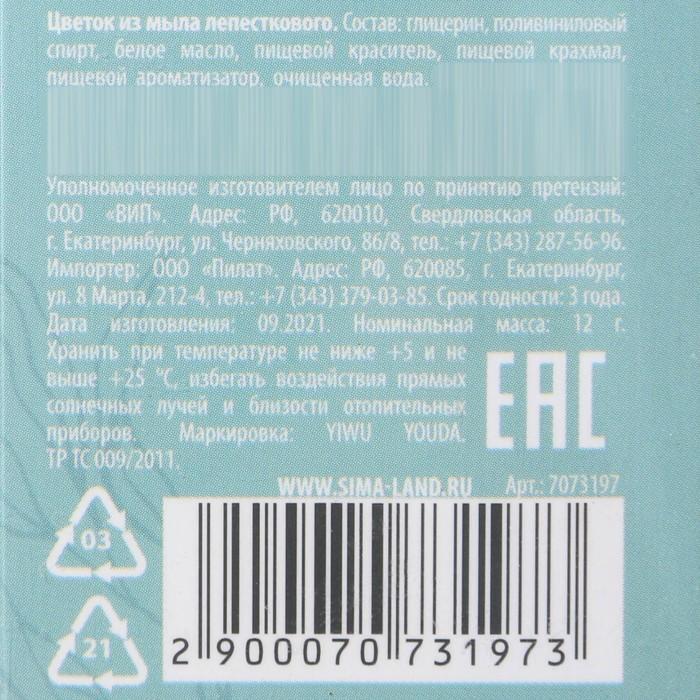 Цветок из мыла лепесткового. Состав: глицерин, поливиниловый
спирт, белое масло, пищевой краситель, пищевой крахмал,
пищевой ароматизатор, очищенная вода.
Уполномоченное изготовителем лицо по принятию претензий:
ООО «ВИП». Адрес: РФ, 620010, Свердловская область,
г. Екатеринбург, ул. Черняховского, 86/8, тел.: +7 (343) 287-56-96.
Импортер: ООО «Пилат». Адрес: РФ, 620085, г. Екатеринбург,
ул. 8 Марта, 212-4, тел.: +7 (343) 379-03-85. Срок годности: 3 года.
Дата изготовления: 09.2021. Номинальная масса: 12 г.
Хранить при температуре не ниже +5 и не
выше +25 °С, избегать воздействия прямых
солнечных лучей и близости отопительных
приборов. Маркировка: YIWU YOUDA.
ТР ТС 009/2011.
EAC
WWW.SIMA-LAND.RU Арт.: 7073197
03
21
2 900070 731973